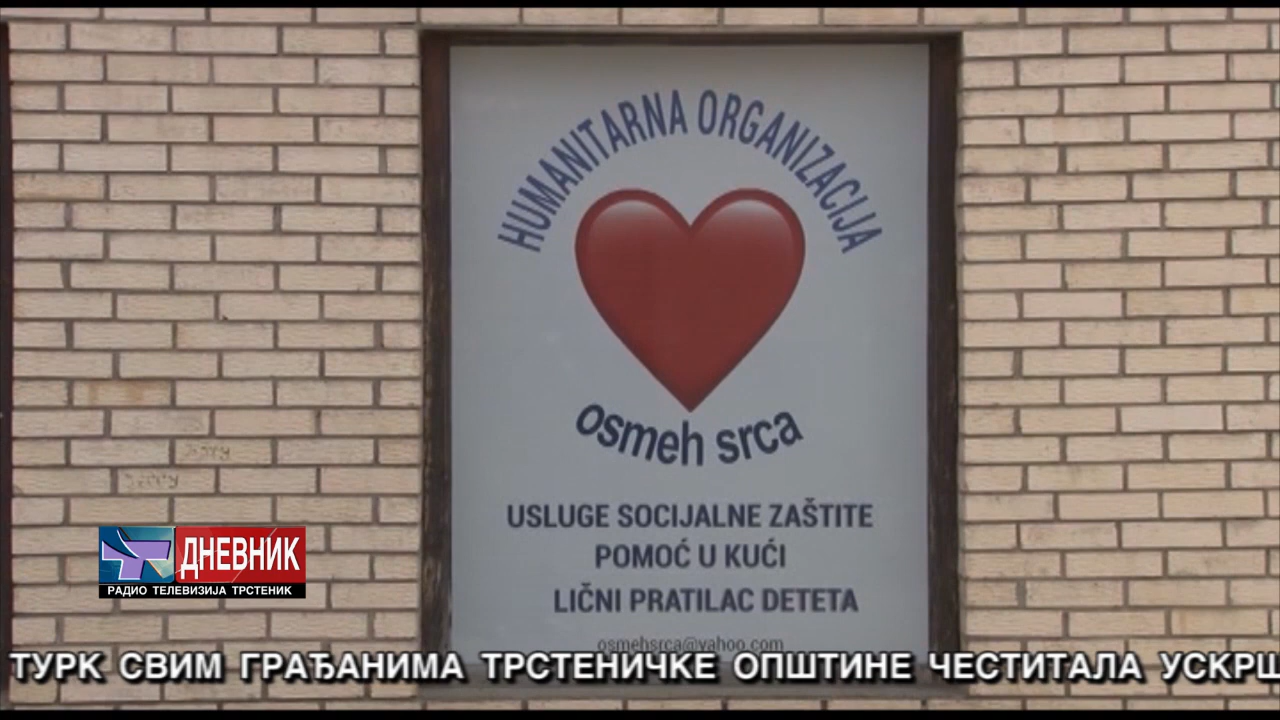 HUMANITARNA ORGANIZACIJA
osmeh srca
USLUGE SOCIJALNE ZAŠTITE
POMOĆ U KUĆI
LIČNI PRATILAC DETETA
osmehsrca@yahoo.com
ДНЕВНИК
РАДИО ТЕЛЕВИЗИЈА ТРСТЕНИК
ТУРК СВИМ ГРАЂАНИМА ТРСТЕНИЧКЕ ОПШТИНЕ ЧЕСТИТАЛА УСКРШ